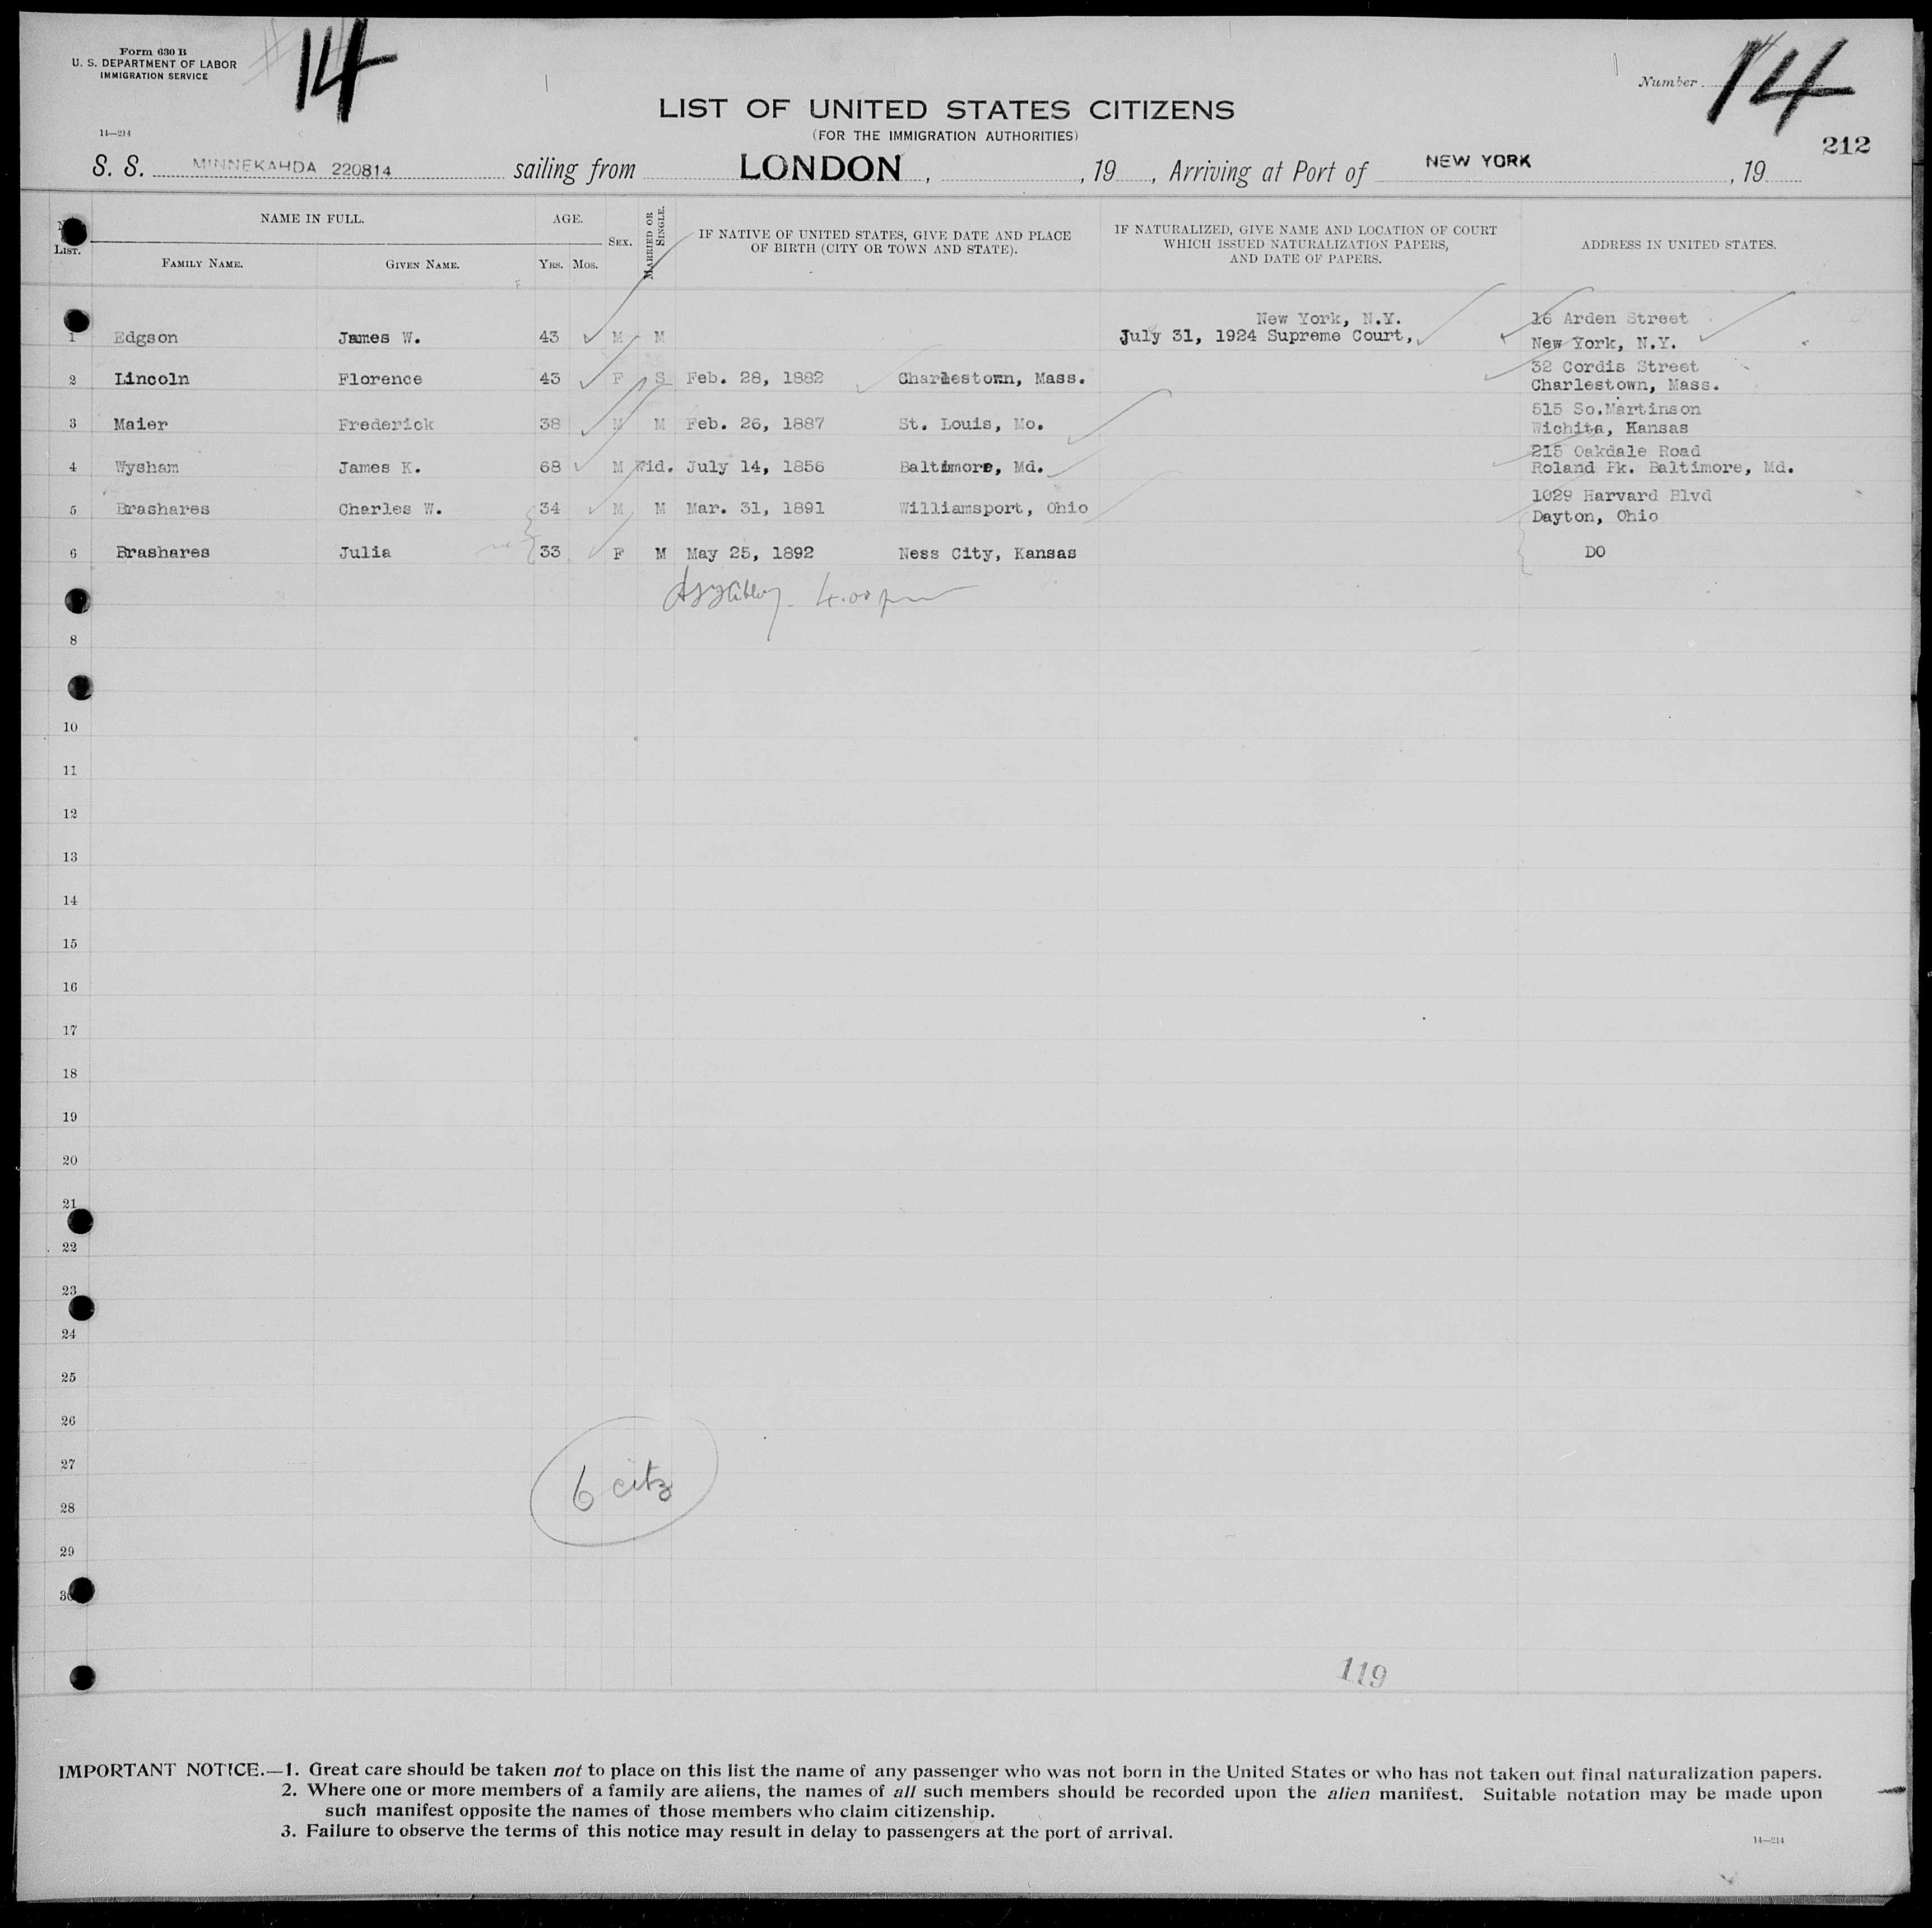 Form 630 B
U. S. DEPARTMENT OF LABOR
IMMIGRATION SERVICE
14
14—214
Number 14
LIST OF UNITED STATES CITIZENS
(FOR THE IMMIGRATION AUTHORITIES)
212
S. S. MINNEKAHDA 220814 sailing from LONDON, , 19 , Arriving at Port of NEW YORK , 19
LIST.
NAME IN FULL.
FAMILY NAME. GIVEN NAME.
AGE.
YRS. MOS.
SEX.
MARRIED OR SINGLE.
IF NATIVE OF UNITED STATES, GIVE DATE AND PLACE
OF BIRTH (CITY OR TOWN AND STATE).
IF NATURALIZED, GIVE NAME AND LOCATION OF COURT
WHICH ISSUED NATURALIZATION PAPERS,
AND DATE OF PAPERS.
ADDRESS IN UNITED STATES.
New York, N.Y. 16 Arden Street
1 Edgson James W. 43 M M July 31, 1924 Supreme Court, New York, N.Y.
32 Cordis Street
2 Lincoln Florence 43 F S Feb. 28, 1882 Charlestown, Mass. Charlestown, Mass.
515 So.Martinson
3 Maier Frederick 38 M M Feb. 26, 1887 St. Louis, Mo. Wichita, Kansas
215 Oakdale Road
4 Wysham James K. 68 M Wid. July 14, 1856 Baltimore, Md. Roland Pk. Baltimore, Md.
1029 Harvard Blvd
5 Brashares Charles W. 34 M M Mar. 31, 1891 Williamsport, Ohio Dayton, Ohio
6 Brashares Julia 33 F M May 25, 1892 Ness City, Kansas DO
4.00 pm
8
10
11
12
13
14
15
16
17
18
19
20
21
22
23
24
25
26
27
6 citz
28
29
30
119
IMPORTANT NOTICE.—1. Great care should be taken not to place on this list the name of any passenger who was not born in the United States or who has not taken out final naturalization papers.
2. Where one or more members of a family are aliens, the names of all such members should be recorded upon the alien manifest. Suitable notation may be made upon
such manifest opposite the names of those members who claim citizenship.
3. Failure to observe the terms of this notice may result in delay to passengers at the port of arrival.
14—214